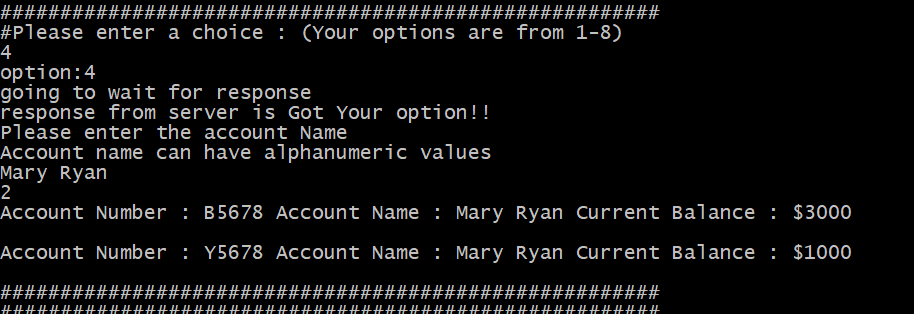 #######################################################
#Please enter a choice : (Your options are from 1-8)
4
option:4
going to wait for response
response from server is Got Your option!!
Please enter the account Name
Account name can have alphanumeric values
Mary Ryan
2
Account Number : B5678 Account Name : Mary Ryan Current Balance : $3000
Account Number : Y5678 Account Name : Mary Ryan Current Balance : $1000
#######################################################
#######################################################